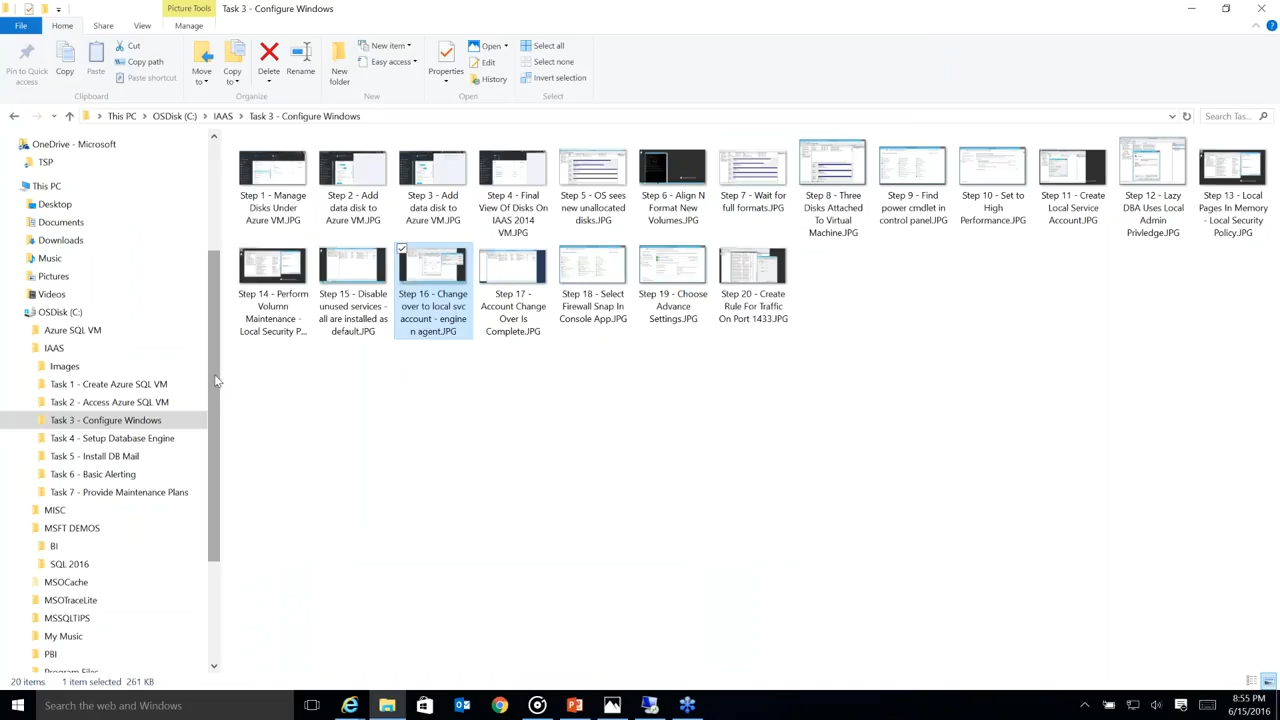 Picture Tools
Task 3 - Configure Windows
File
Home
Share
View
Manage
Pin to Quick
access
Copy
Paste
Cut
Copy path
Paste shortcut
Clipboard
Move
to
Copy
to
Delete
Rename
Organize
New
folder
New item
Easy access
New
Properties
Open
Edit
History
Open
Select all
Select none
Invert selection
Select
This PC
OSDisk (C:)
IAAS
Task 3 - Configure Windows
Search Tas...
OneDrive - Microsoft
TSP
This PC
Desktop
Documents
Downloads
Music
Pictures
Videos
OSDisk (C:)
Azure SQL VM
IAAS
Images
Task 1 - Create Azure SQL VM
Task 2 - Access Azure SQL VM
Task 3 - Configure Windows
Task 4 - Setup Database Engine
Task 5 - Install DB Mail
Task 6 - Basic Alerting
Task 7 - Provide Maintenance Plans
MISC
MSFT DEMOS
BI
SQL 2016
MSOCache
MSOTraceLite
MSSQLTIPS
My Music
PBI
Program Files
Step 1 - Manage
Disks Under
Azure VM.JPG
Step 2 - Add
data disk to
Azure VM.JPG
Step 3 - Add
data disk to
Azure VM.JPG
Step 4 - Final
View Of Disks On
IAAS 2014
VM.JPG
Step 5 - OS sees
new unallocated
disks.JPG
Step 6 - Align N
Format New
Volumes.JPG
Step 7 - Wait for
full formats.JPG
Step 8 - Three
Disks Attached
To Virtual
Machine.JPG
Step 9 - Find
power cmdlet in
control panel.JPG
Step 10 - Set to
High
Performance.JPG
Step 11 - Create
Local Service
Account.JPG
Step 12 - Lazy
DBA Uses Local
Admin
Privledge.JPG
Step 13 - Local
Pages In Memory
- Local Security
Policy.JPG
Step 14 - Perform
Volumn
Maintenance -
Local Security P...
Step 15 - Disable
unused services -
all are installed as
default.JPG
Step 16 - Change
over to local svc
account - engine
n agent.JPG
Step 17 -
Account Change
Over Is
Complete.JPG
Step 18 - Select
Firewall Snap In
Console App.JPG
Step 19 - Choose
Advance
Settings.JPG
Step 20 - Create
Rule For Traffic
On Port 1433.JPG
20 items
1 item selected 261 KB
Search the web and Windows
8:55 PM
6/15/2016